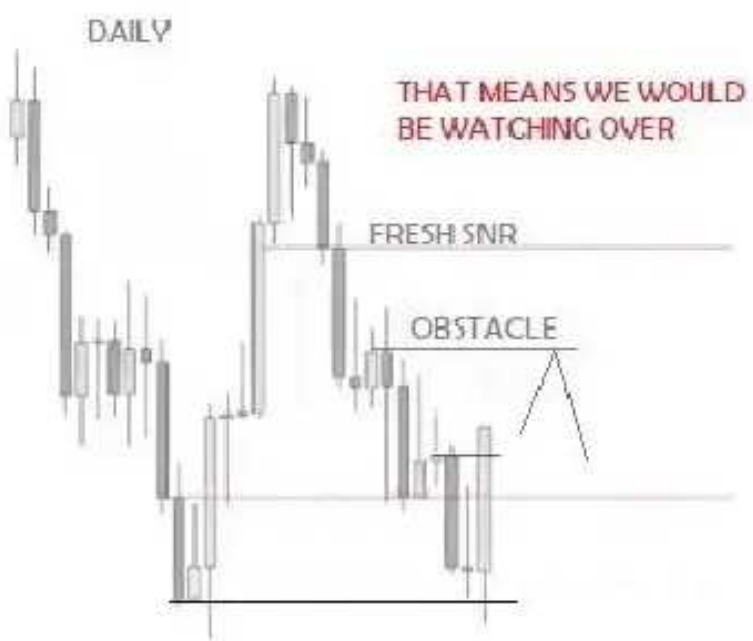 DAILY
THAT MEANS WE WOULD
BE WATCHING OVER
FRESH SNR
OBSTACLE